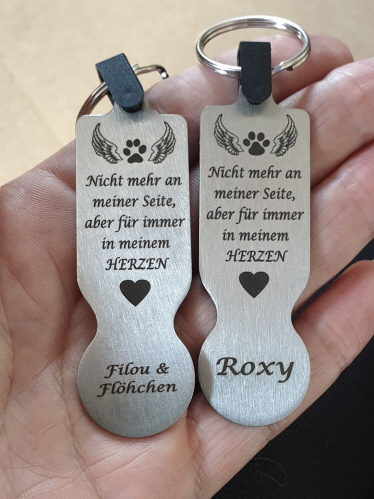 Nicht mehr an
meiner Seite,
aber für immer
in meinem
HERZEN
Filou &
Flöhchen
Nicht mehr an
meiner Seite,
aber für immer
in meinem
HERZEN
Roxy